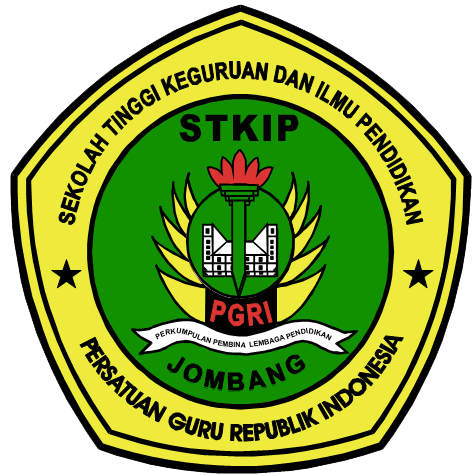 SEKOLAH TINGGI KEGURUAN DAN ILMU PENDIDIKAN
STKIP
PGRI
PERKUMPULAN PEMBINA LEMBAGA PENDIDIKAN
JOMBANG
PERSATUAN GURU REPUBLIK INDONESIA